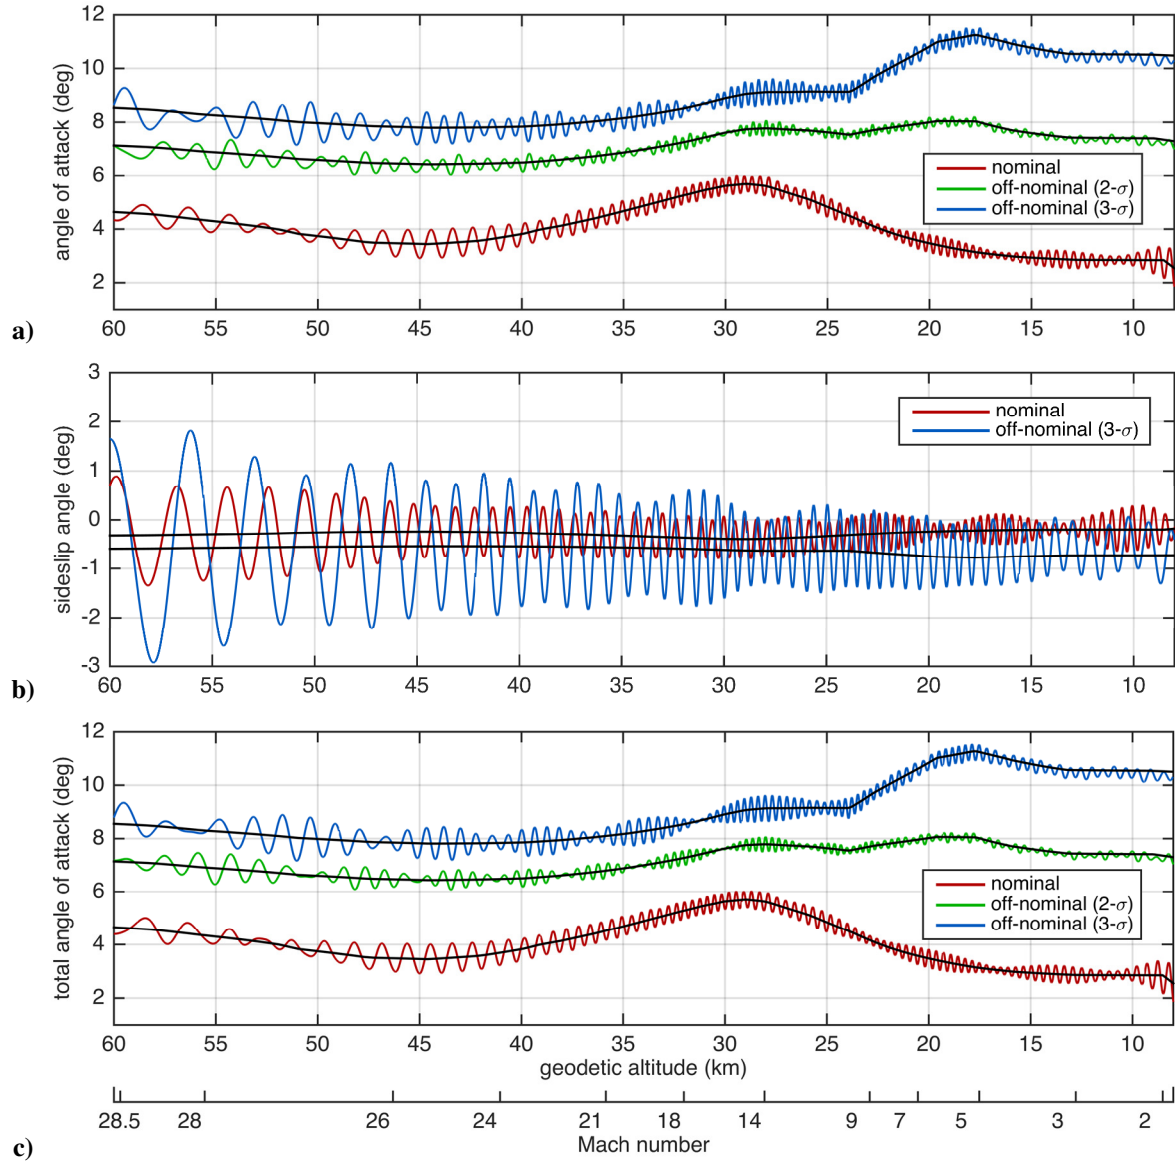 12
10
8
6
4
2
angle of attack (deg)
nominal
off-nominal (2-σ)
off-nominal (3-σ)
60 55 50 45 40 35 30 25 20 15 10
a)
3
2
1
0
-1
-2
-3
sideslip angle (deg)
nominal
off-nominal (3-σ)
60 55 50 45 40 35 30 25 20 15 10
b)
12
10
8
6
4
2
total angle of attack (deg)
nominal
off-nominal (2-σ)
off-nominal (3-σ)
60 55 50 45 40 35 30 25 20 15 10
geodetic altitude (km)
28.5 28 26 24 21 18 14 9 7 5 3 2
Mach number
c)